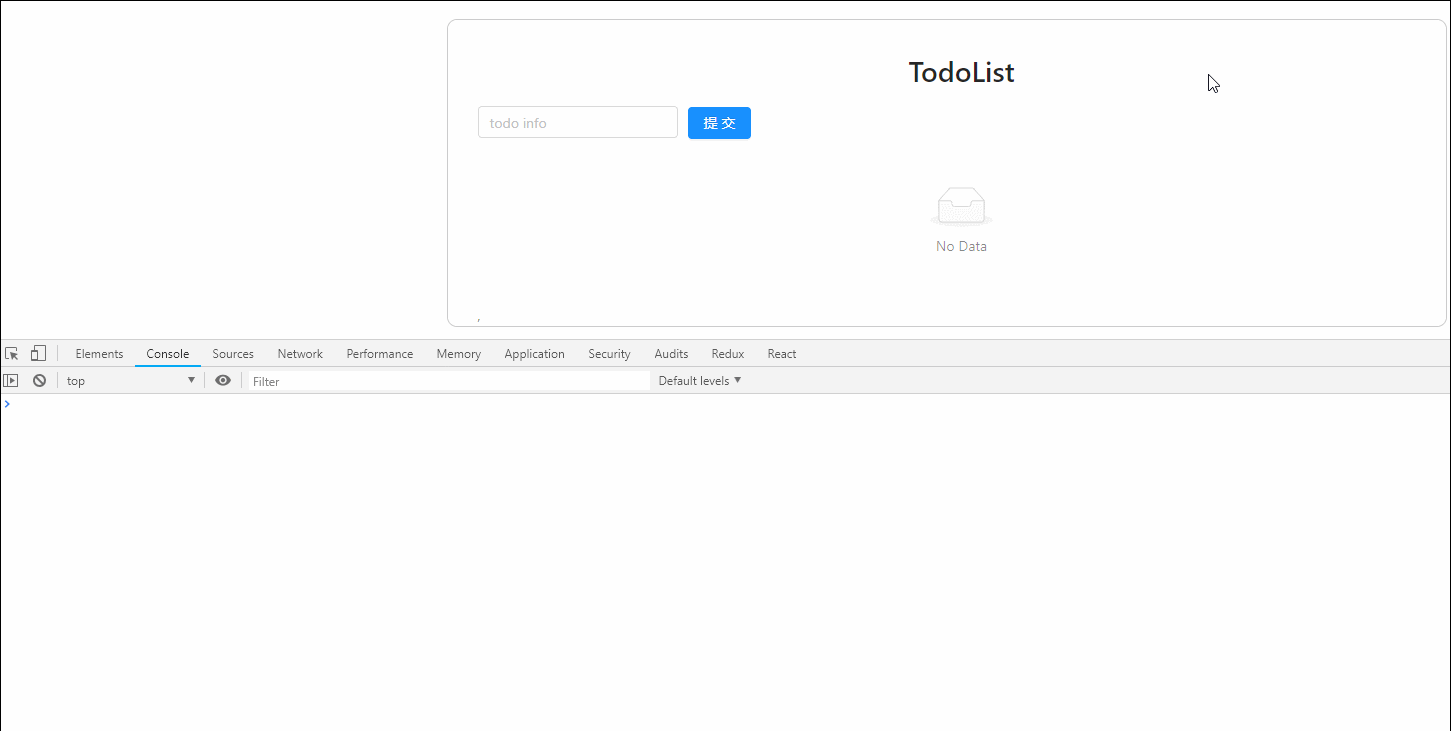 TodoList
todo info 提 交
No Data
Elements Console Sources Network Performance Memory Application Security Audits Redux React
top Filter Default levels